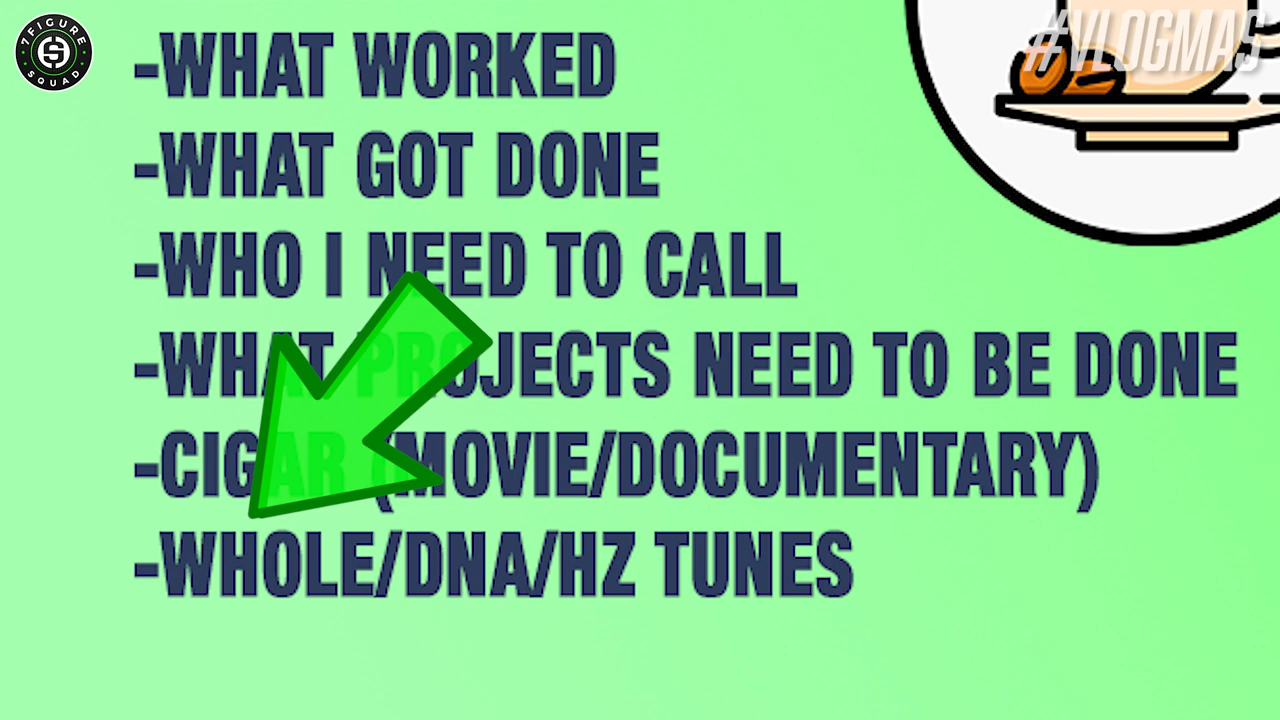 7FIGURE
SQUAD
#VLOGMAS
-WHAT WORKED
-WHAT GOT DONE
-WHO I NEED TO CALL
-WHAT PROJECTS NEED TO BE DONE
-CIGAR (MOVIE/DOCUMENTARY)
-WHOLE/DNA/HZ TUNES